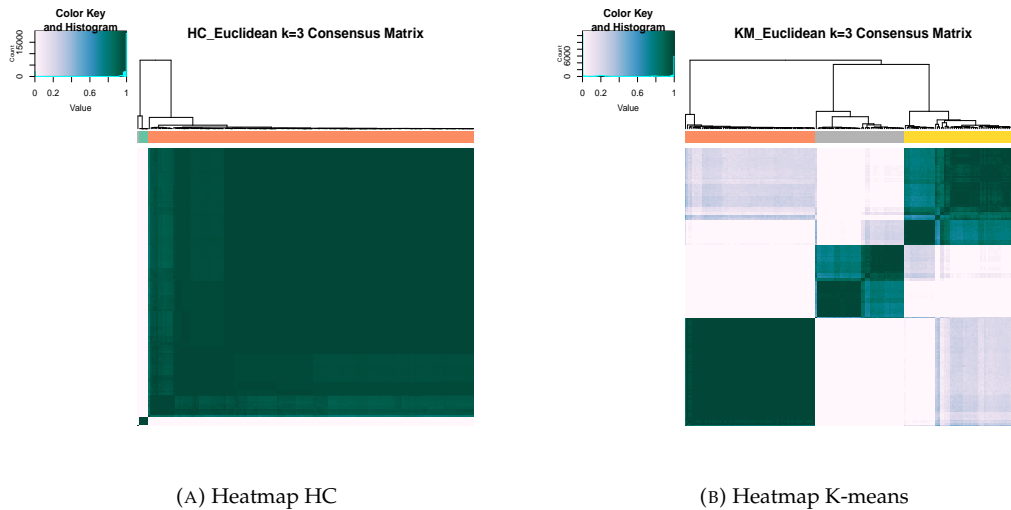 Color Key
and Histogram
Count
0 15000
0 0.2 0.6 1
Value
HC_Euclidean k=3 Consensus Matrix
Color Key
and Histogram
Count
0 6000
0 0.2 0.6 1
Value
KM_Euclidean k=3 Consensus Matrix
(A) Heatmap HC
(B) Heatmap K-means